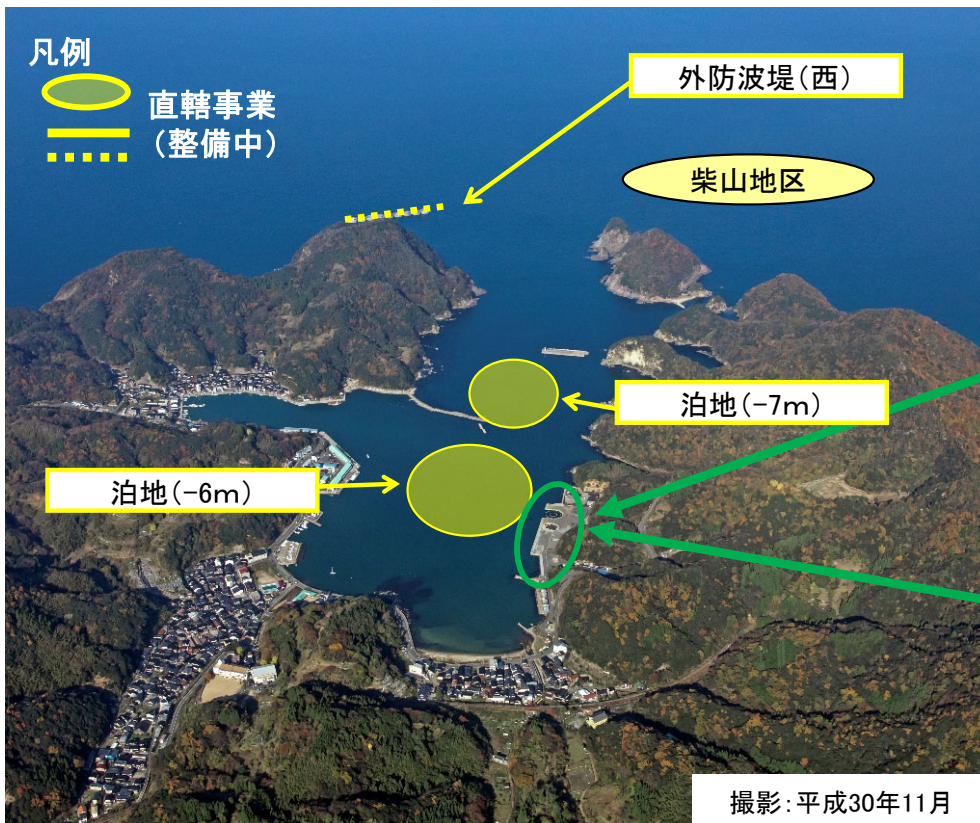 凡例
直轄事業
(整備中)
外防波堤(西)
柴山地区
泊地(-7m)
泊地(-6m)
撮影:平成30年11月